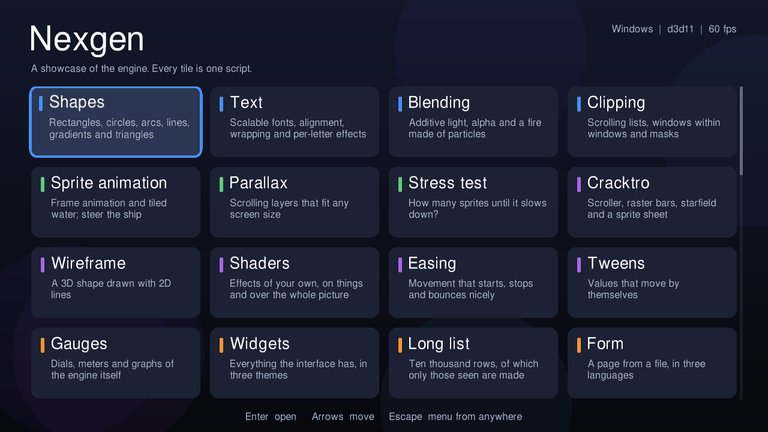 Nexgen
Windows | d3d11 | 60 fps
A showcase of the engine. Every tile is one script.
Shapes
Rectangles, circles, arcs, lines,
gradients and triangles
Text
Scalable fonts, alignment,
wrapping and per-letter effects
Blending
Additive light, alpha and a fire
made of particles
Clipping
Scrolling lists, windows within
windows and masks
Sprite animation
Frame animation and tiled
water; steer the ship
Parallax
Scrolling layers that fit any
screen size
Stress test
How many sprites until it slows
down?
Cracktro
Scroller, raster bars, starfield
and a sprite sheet
Wireframe
A 3D shape drawn with 2D
lines
Shaders
Effects of your own, on things
and over the whole picture
Easing
Movement that starts, stops
and bounces nicely
Tweens
Values that move by
themselves
Gauges
Dials, meters and graphs of
the engine itself
Widgets
Everything the interface has, in
three themes
Long list
Ten thousand rows, of which
only those seen are made
Form
A page from a file, in three
languages
Enter open Arrows move Escape menu from anywhere